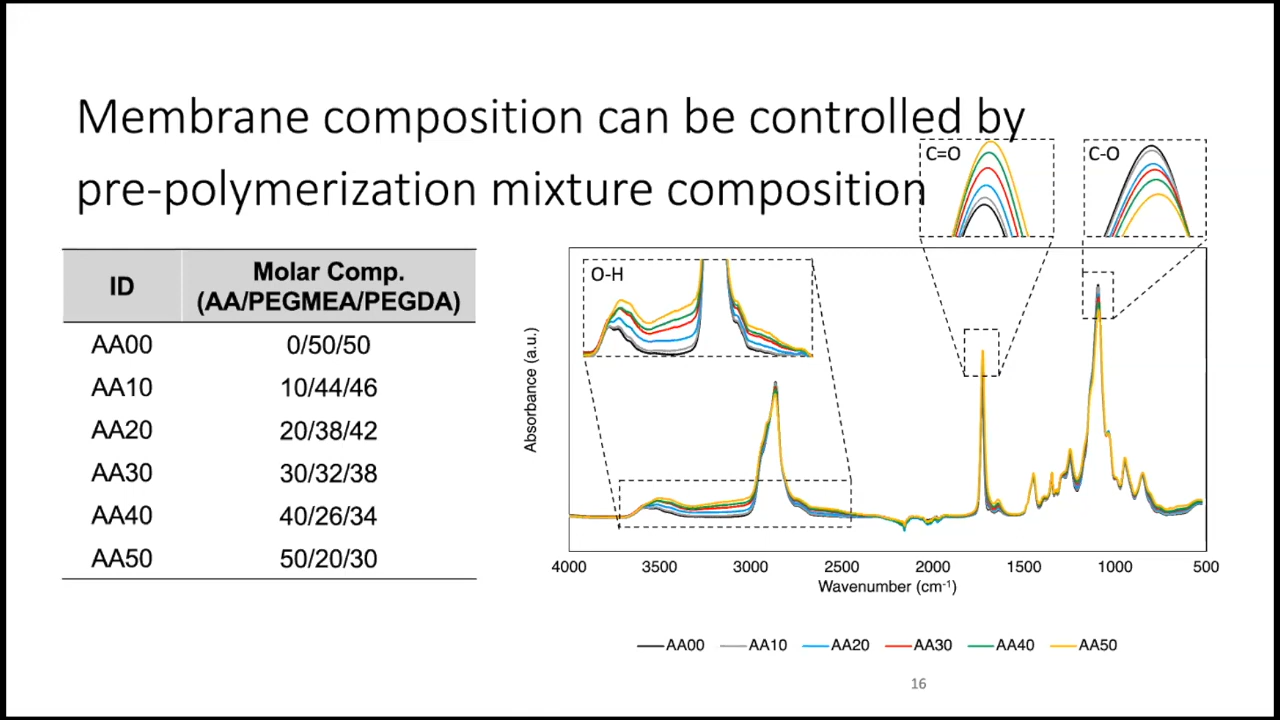 Membrane composition can be controlled by
pre-polymerization mixture composition
ID
Molar Comp.
(AA/PEGMEA/PEGDA)
AA00 0/50/50
AA10 10/44/46
AA20 20/38/42
AA30 30/32/38
AA40 40/26/34
AA50 50/20/30
C=O
C-O
O-H
Absorbance (a.u.)
4000 3500 3000 2500 2000 1500 1000 500
Wavenumber (cm⁻¹)
AA00 AA10 AA20 AA30 AA40 AA50
16